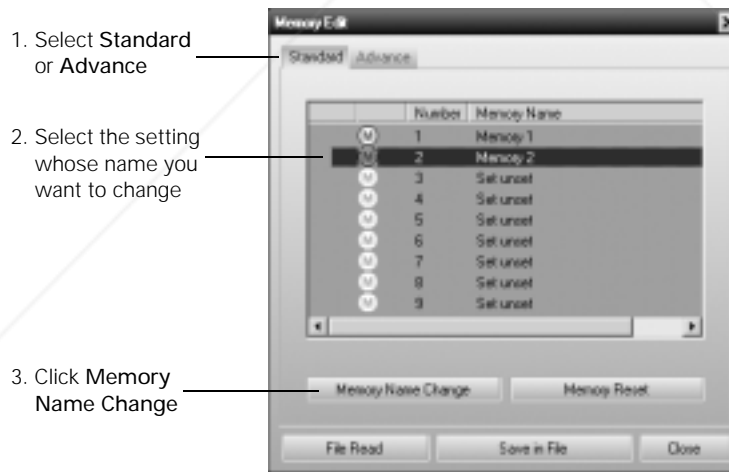 1. Select Standard
or Advance
2. Select the setting
whose name you
want to change
3. Click Memory
Name Change
Memory Edit
Standard Advance
Number Memory Name
1 Memory 1
2 Memory 2
3 Set unset
4 Set unset
5 Set unset
6 Set unset
7 Set unset
8 Set unset
9 Set unset
Memory Name Change Memory Reset
File Read Save in File Close